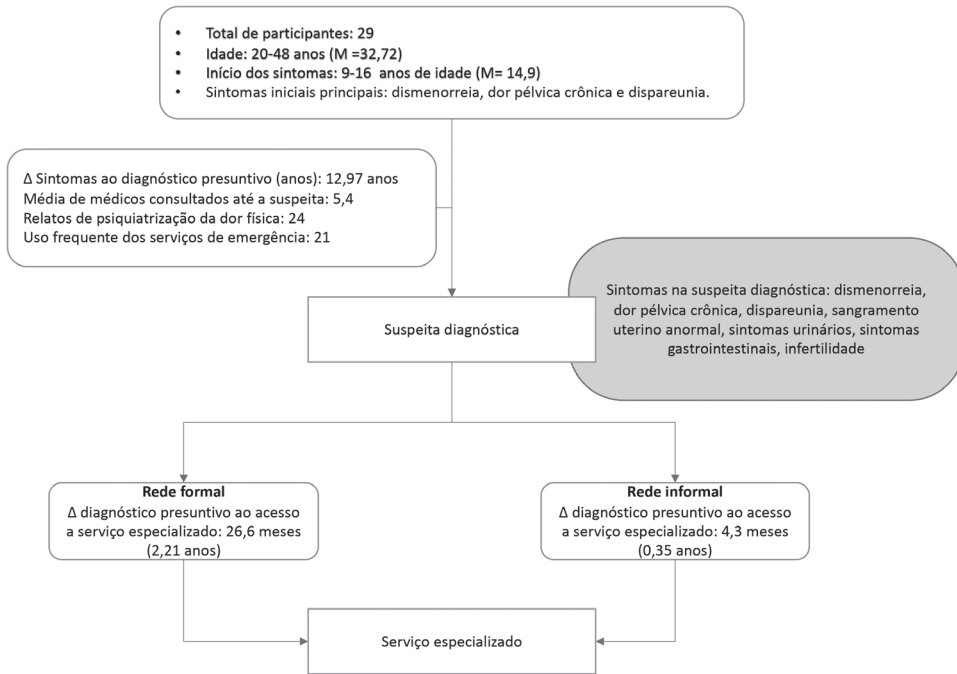 • Total de participantes: 29
• Idade: 20-48 anos (M =32,72)
• Início dos sintomas: 9-16 anos de idade (M= 14,9)
• Sintomas iniciais principais: dismenorreia, dor pélvica crônica e dispareunia.
Δ Sintomas ao diagnóstico presuntivo (anos): 12,97 anos
Média de médicos consultados até a suspeita: 5,4
Relatos de psiquiatrização da dor física: 24
Uso frequente dos serviços de emergência: 21
Sintomas na suspeita diagnóstica: dismenorreia,
dor pélvica crônica, dispareunia, sangramento
uterino anormal, sintomas urinários, sintomas
gastrointestinais, infertilidade
Suspeita diagnóstica
Rede formal
Δ diagnóstico presuntivo ao acesso
a serviço especializado: 26,6 meses
(2,21 anos)
Rede informal
Δ diagnóstico presuntivo ao acesso
a serviço especializado: 4,3 meses
(0,35 anos)
Serviço especializado